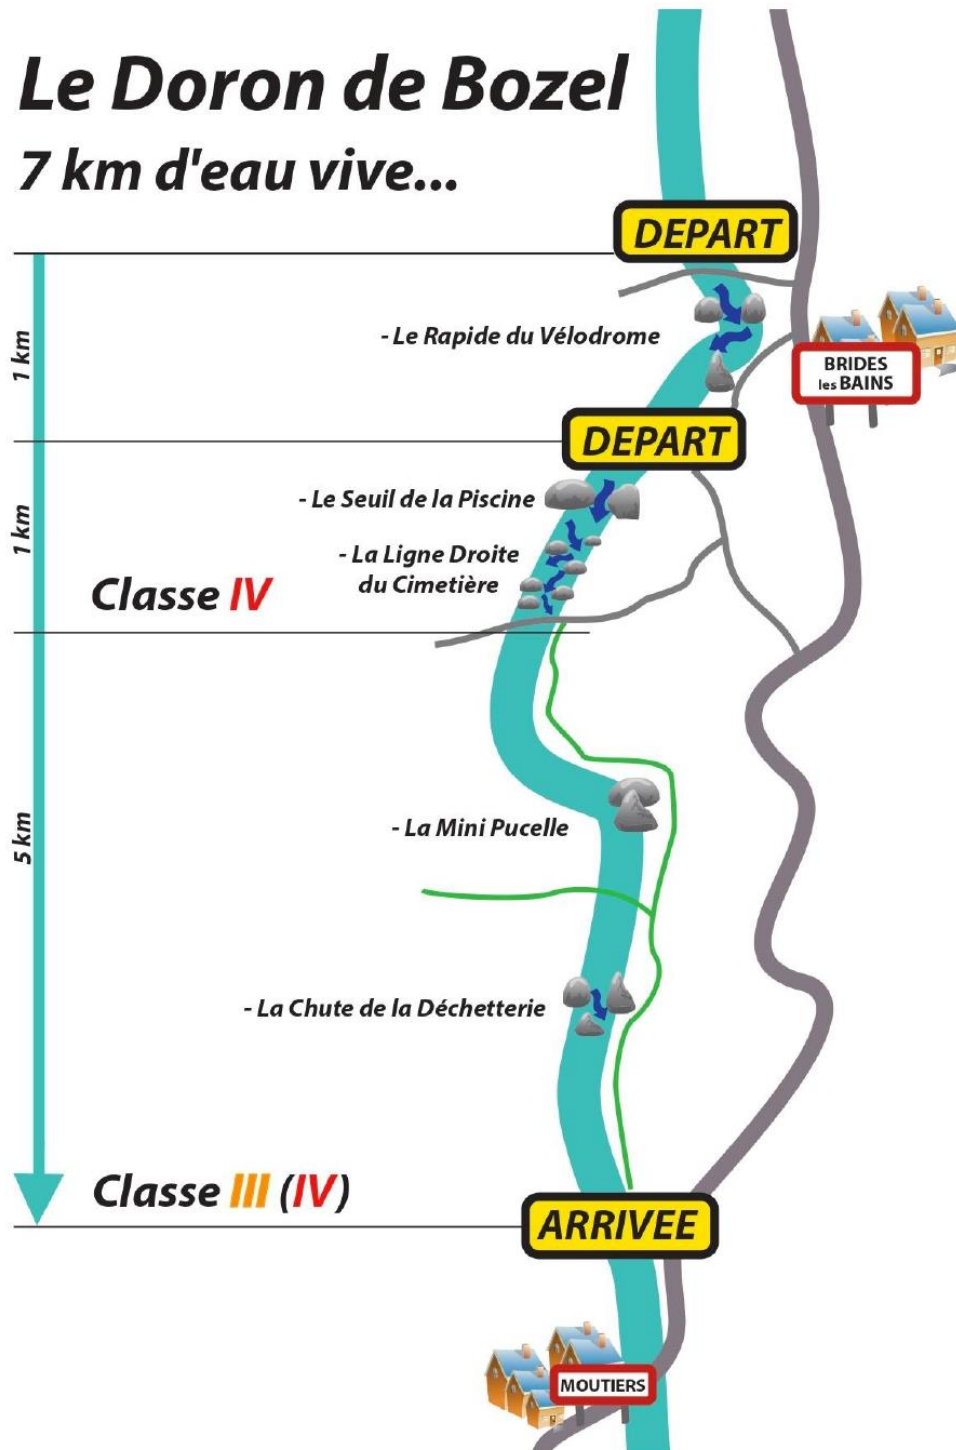 Le Doron de Bozel
7 km d'eau vive...
DEPART
1 km
- Le Rapide du Vélodrome
BRIDES
les BAINS
DEPART
1 km
- Le Seuil de la Piscine
- La Ligne Droite
du Cimetière
Classe IV
5 km
- La Mini Pucelle
- La Chute de la Déchetterie
Classe III (IV)
ARRIVEE
MOUTIERS